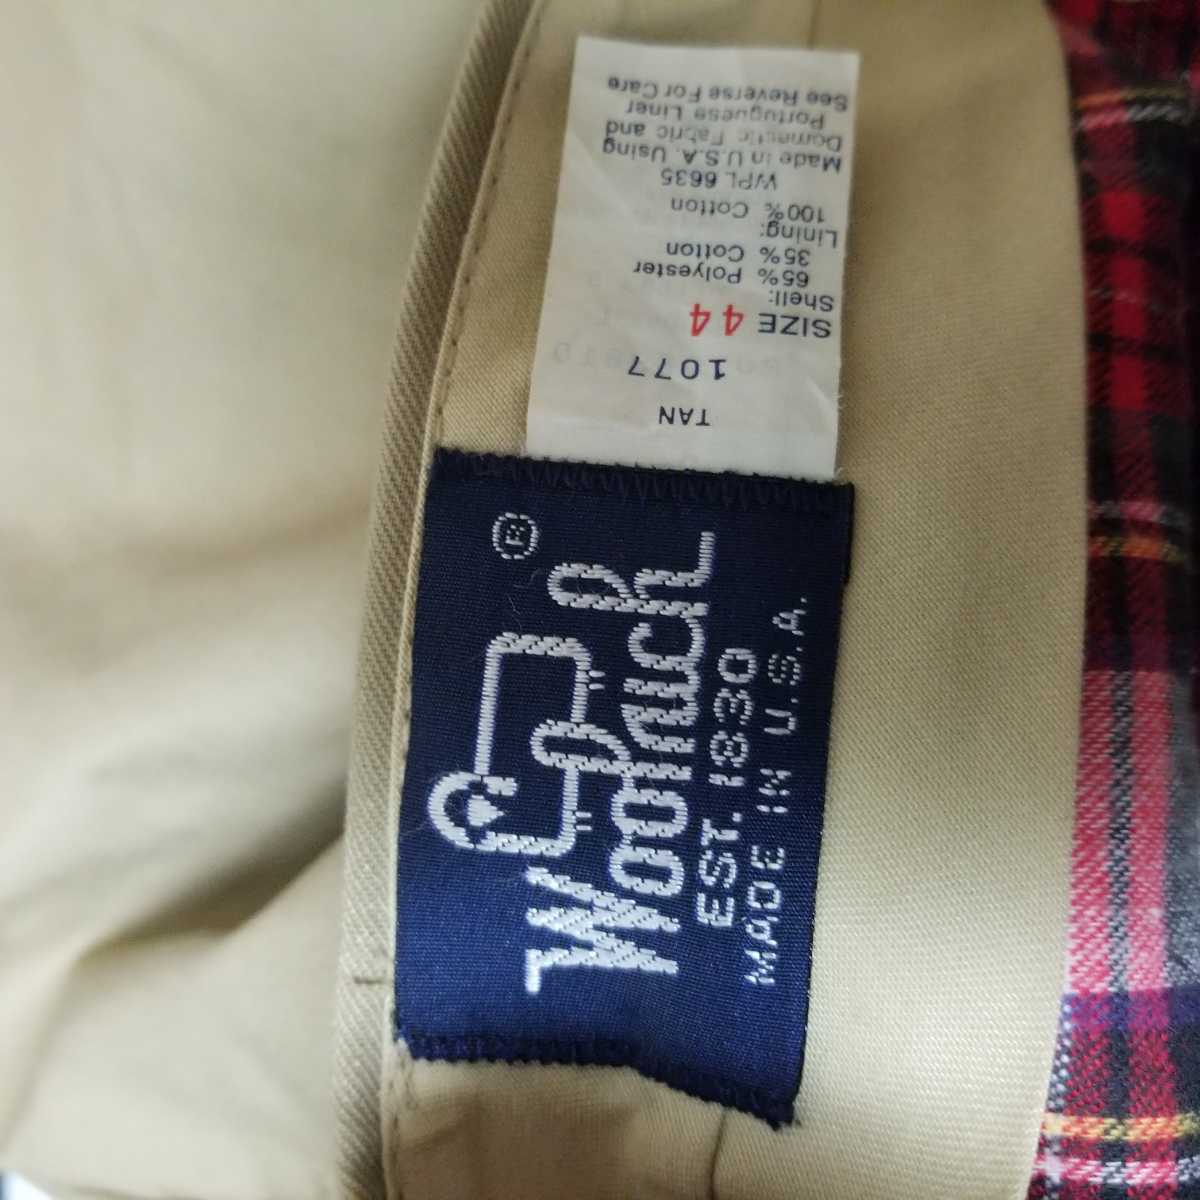 Woolrich
®
EST. 1830
MADE IN U.S.A.
TAN
1077
SIZE 44
Shell:
65% Polyester
35% Cotton
Lining:
100% Cotton
WPL 6635
Made in U.S.A. Using
Domestic Fabric and
Portuguese Liner
See Reverse For Care